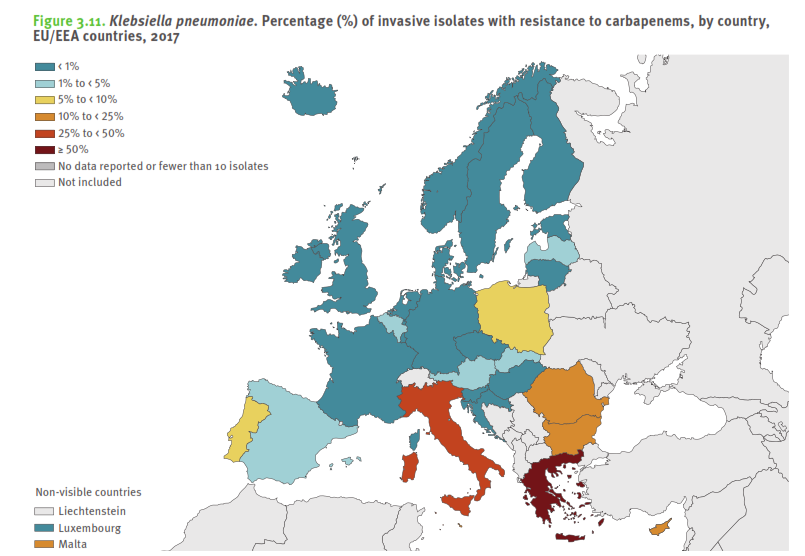 Figure 3.11. Klebsiella pneumoniae. Percentage (%) of invasive isolates with resistance to carbapenems, by country,
EU/EEA countries, 2017
< 1%
1% to < 5%
5% to < 10%
10% to < 25%
25% to < 50%
≥ 50%
No data reported or fewer than 10 isolates
Not included
Non-visible countries
Liechtenstein
Luxembourg
Malta